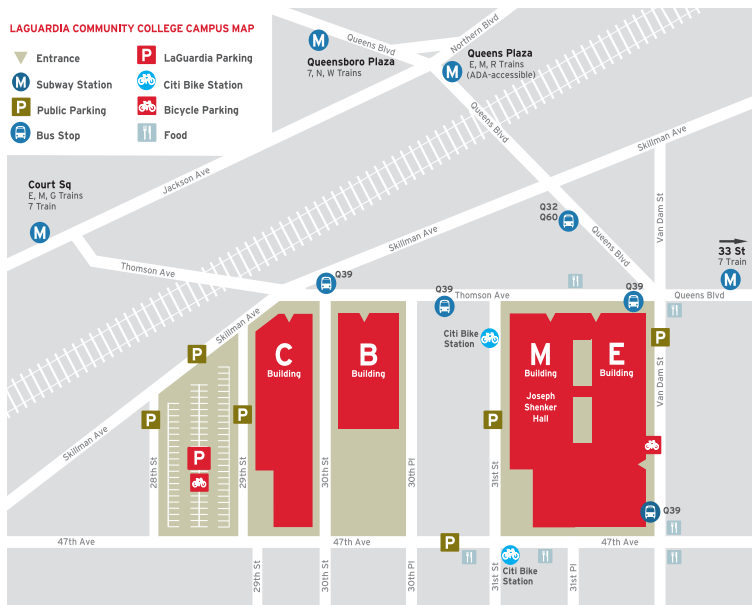 LAGUARDIA COMMUNITY COLLEGE CAMPUS MAP
Entrance
P
LaGuardia Parking
M
Subway Station
Citi Bike Station
P
Public Parking
Bicycle Parking
Bus Stop
Food
M
Queensboro Plaza
7, N, W Trains
Queens Blvd
Northern Blvd
M
Queens Plaza
E, M, R Trains
(ADA-accessible)
Queens Blvd
Skillman Ave
Jackson Ave
Court Sq
E, M, G Trains
7 Train
M
Van Dam St
Q32
Q60
Queens Blvd
Skillman Ave
33 St
7 Train
M
Thomson Ave
Q39
Q39
Thomson Ave
Q39
Queens Blvd
Skillman Ave
P
C
Building
B
Building
Citi Bike
Station
M
Building
E
Building
Joseph
Shenker
Hall
P
Van Dam St
P
P
P
Skillman Ave
P
28th St
29th St
30th St
30th Pl
31st St
Q39
47th Ave
47th Ave
P
47th Ave
Citi Bike
Station
29th St
30th St
30th Pl
31st St
31st Pl